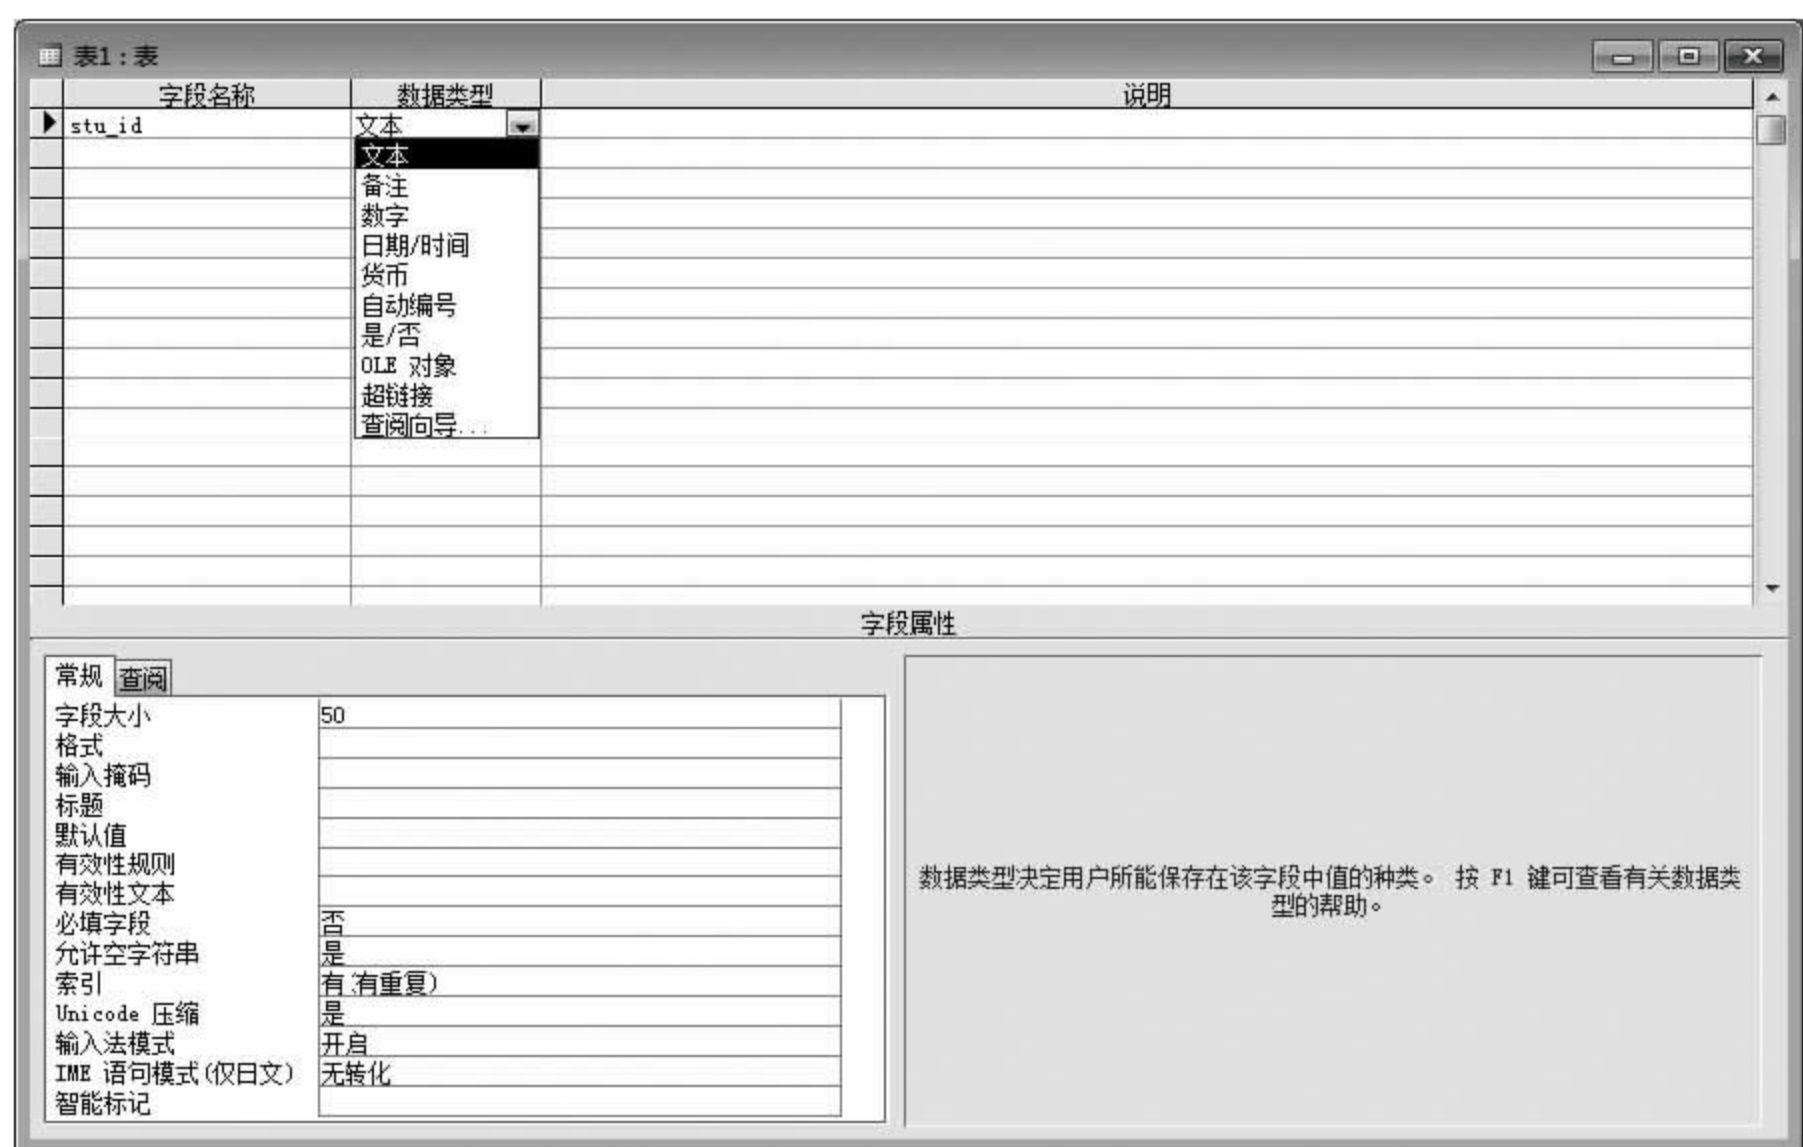 表1：表
字段名称 数据类型 说明
stu_id 文本
文本
备注
数字
日期/时间
货币
自动编号
是/否
OLE 对象
超链接
查阅向导...
字段属性
常规 查阅
字段大小 50
格式
输入掩码
标题
默认值
有效性规则
有效性文本
必填字段 否
允许空字符串 是
索引 有(有重复)
Unicode 压缩 是
输入法模式 开启
IME 语句模式(仅日文) 无转化
智能标记
数据类型决定用户所能保存在该字段中值的种类。 按 F1 键可查看有关数据类
型的帮助。